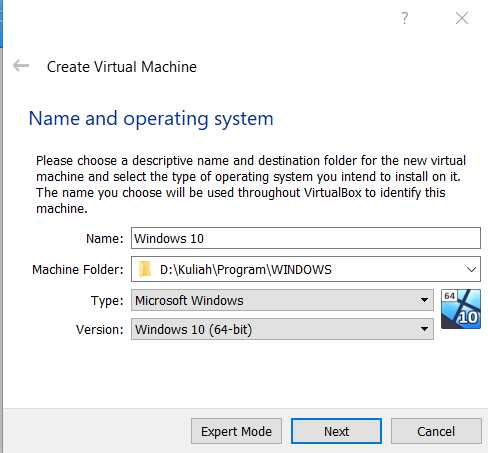 ?
Create Virtual Machine
Name and operating system
Please choose a descriptive name and destination folder for the new virtual
machine and select the type of operating system you intend to install on it.
The name you choose will be used throughout VirtualBox to identify this
machine.
Name: Windows 10
Machine Folder: D:\Kuliah\Program\WINDOWS
Type: Microsoft Windows
64
10
Version: Windows 10 (64-bit)
Expert Mode Next Cancel